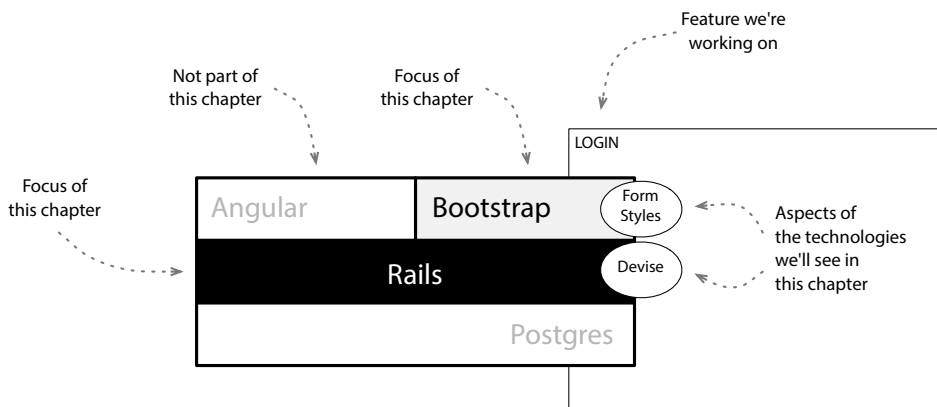 Feature we're
working on
Not part of
this chapter
Focus of
this chapter
LOGIN
Focus of
this chapter
Angular
Bootstrap
Form
Styles
Aspects of
the technologies
we'll see in
this chapter
Rails
Devise
Postgres